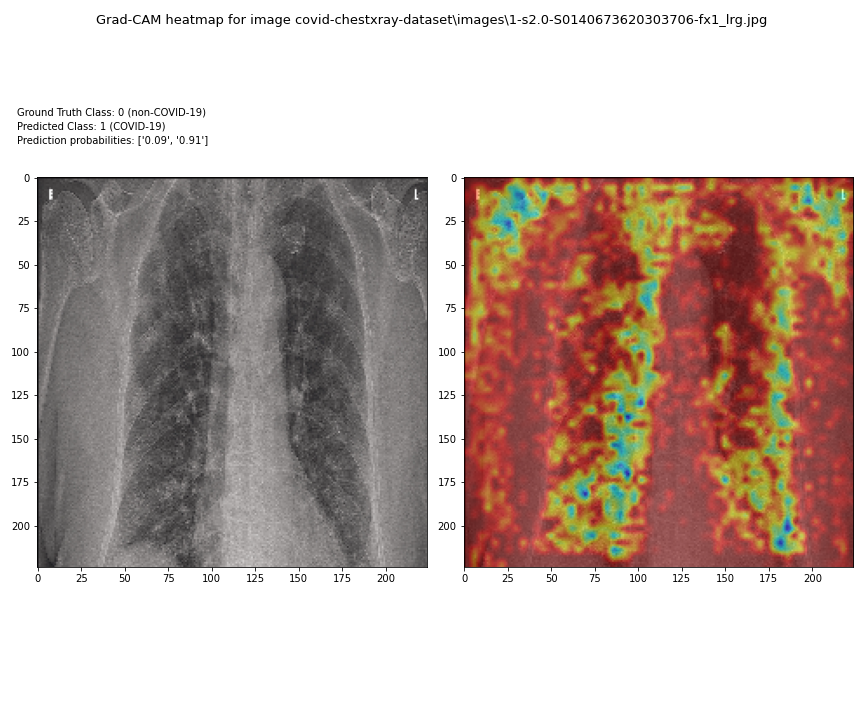 Grad-CAM heatmap for image covid-chestxray-dataset\images\1-s2.0-S0140673620303706-fx1_lrg.jpg
Ground Truth Class: 0 (non-COVID-19)
Predicted Class: 1 (COVID-19)
Prediction probabilities: ['0.09', '0.91']
0
25
50
75
100
125
150
175
200
0 25 50 75 100 125 150 175 200
L
0
25
50
75
100
125
150
175
200
0 25 50 75 100 125 150 175 200
L